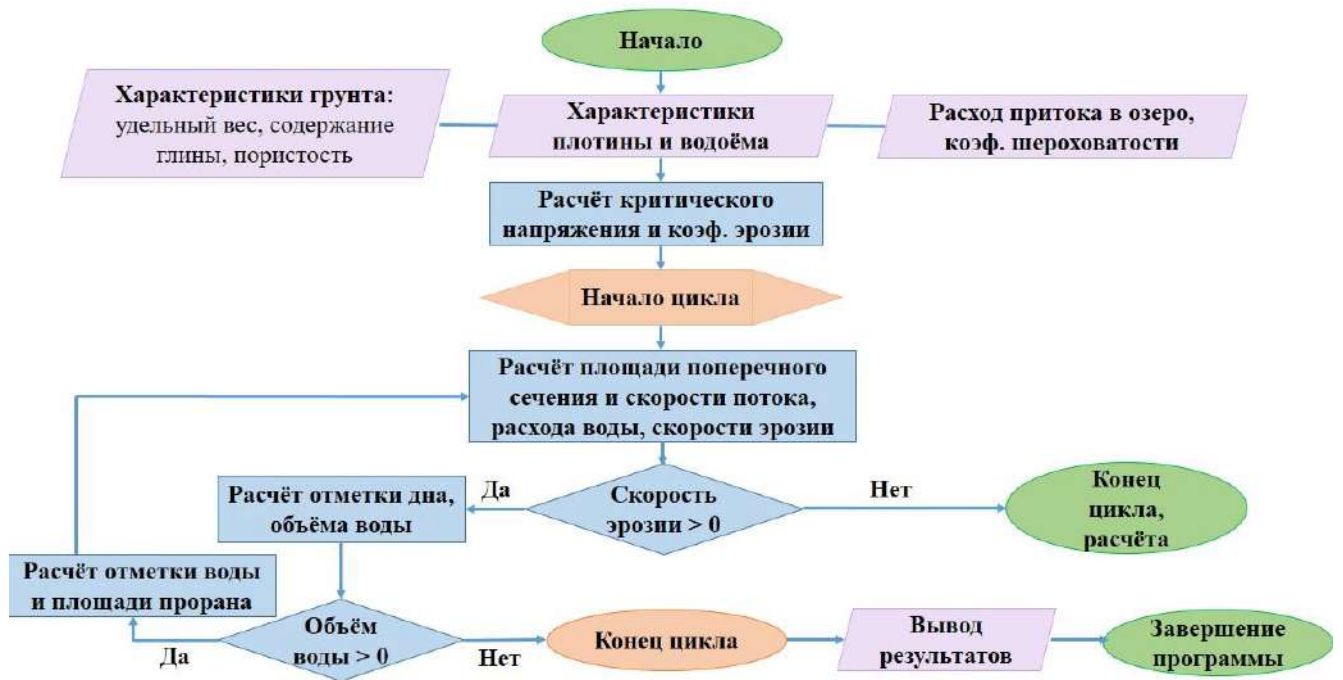 Начало
Характеристики грунта:
удельный вес, содержание
глины, пористость
Характеристики
плотины и водоёма
Расход притока в озеро,
коэф. шероховатости
Расчёт критического
напряжения и коэф. эрозии
Начало цикла
Расчёт площади поперечного
сечения и скорости потока,
расхода воды, скорости эрозии
Скорость
эрозии > 0
Да
Нет
Конец
цикла,
расчёта
Расчёт отметки дна,
объёма воды
Расчёт отметки воды
и площади прорана
Объём
воды > 0
Да
Нет
Конец цикла
Вывод
результатов
Завершение
программы